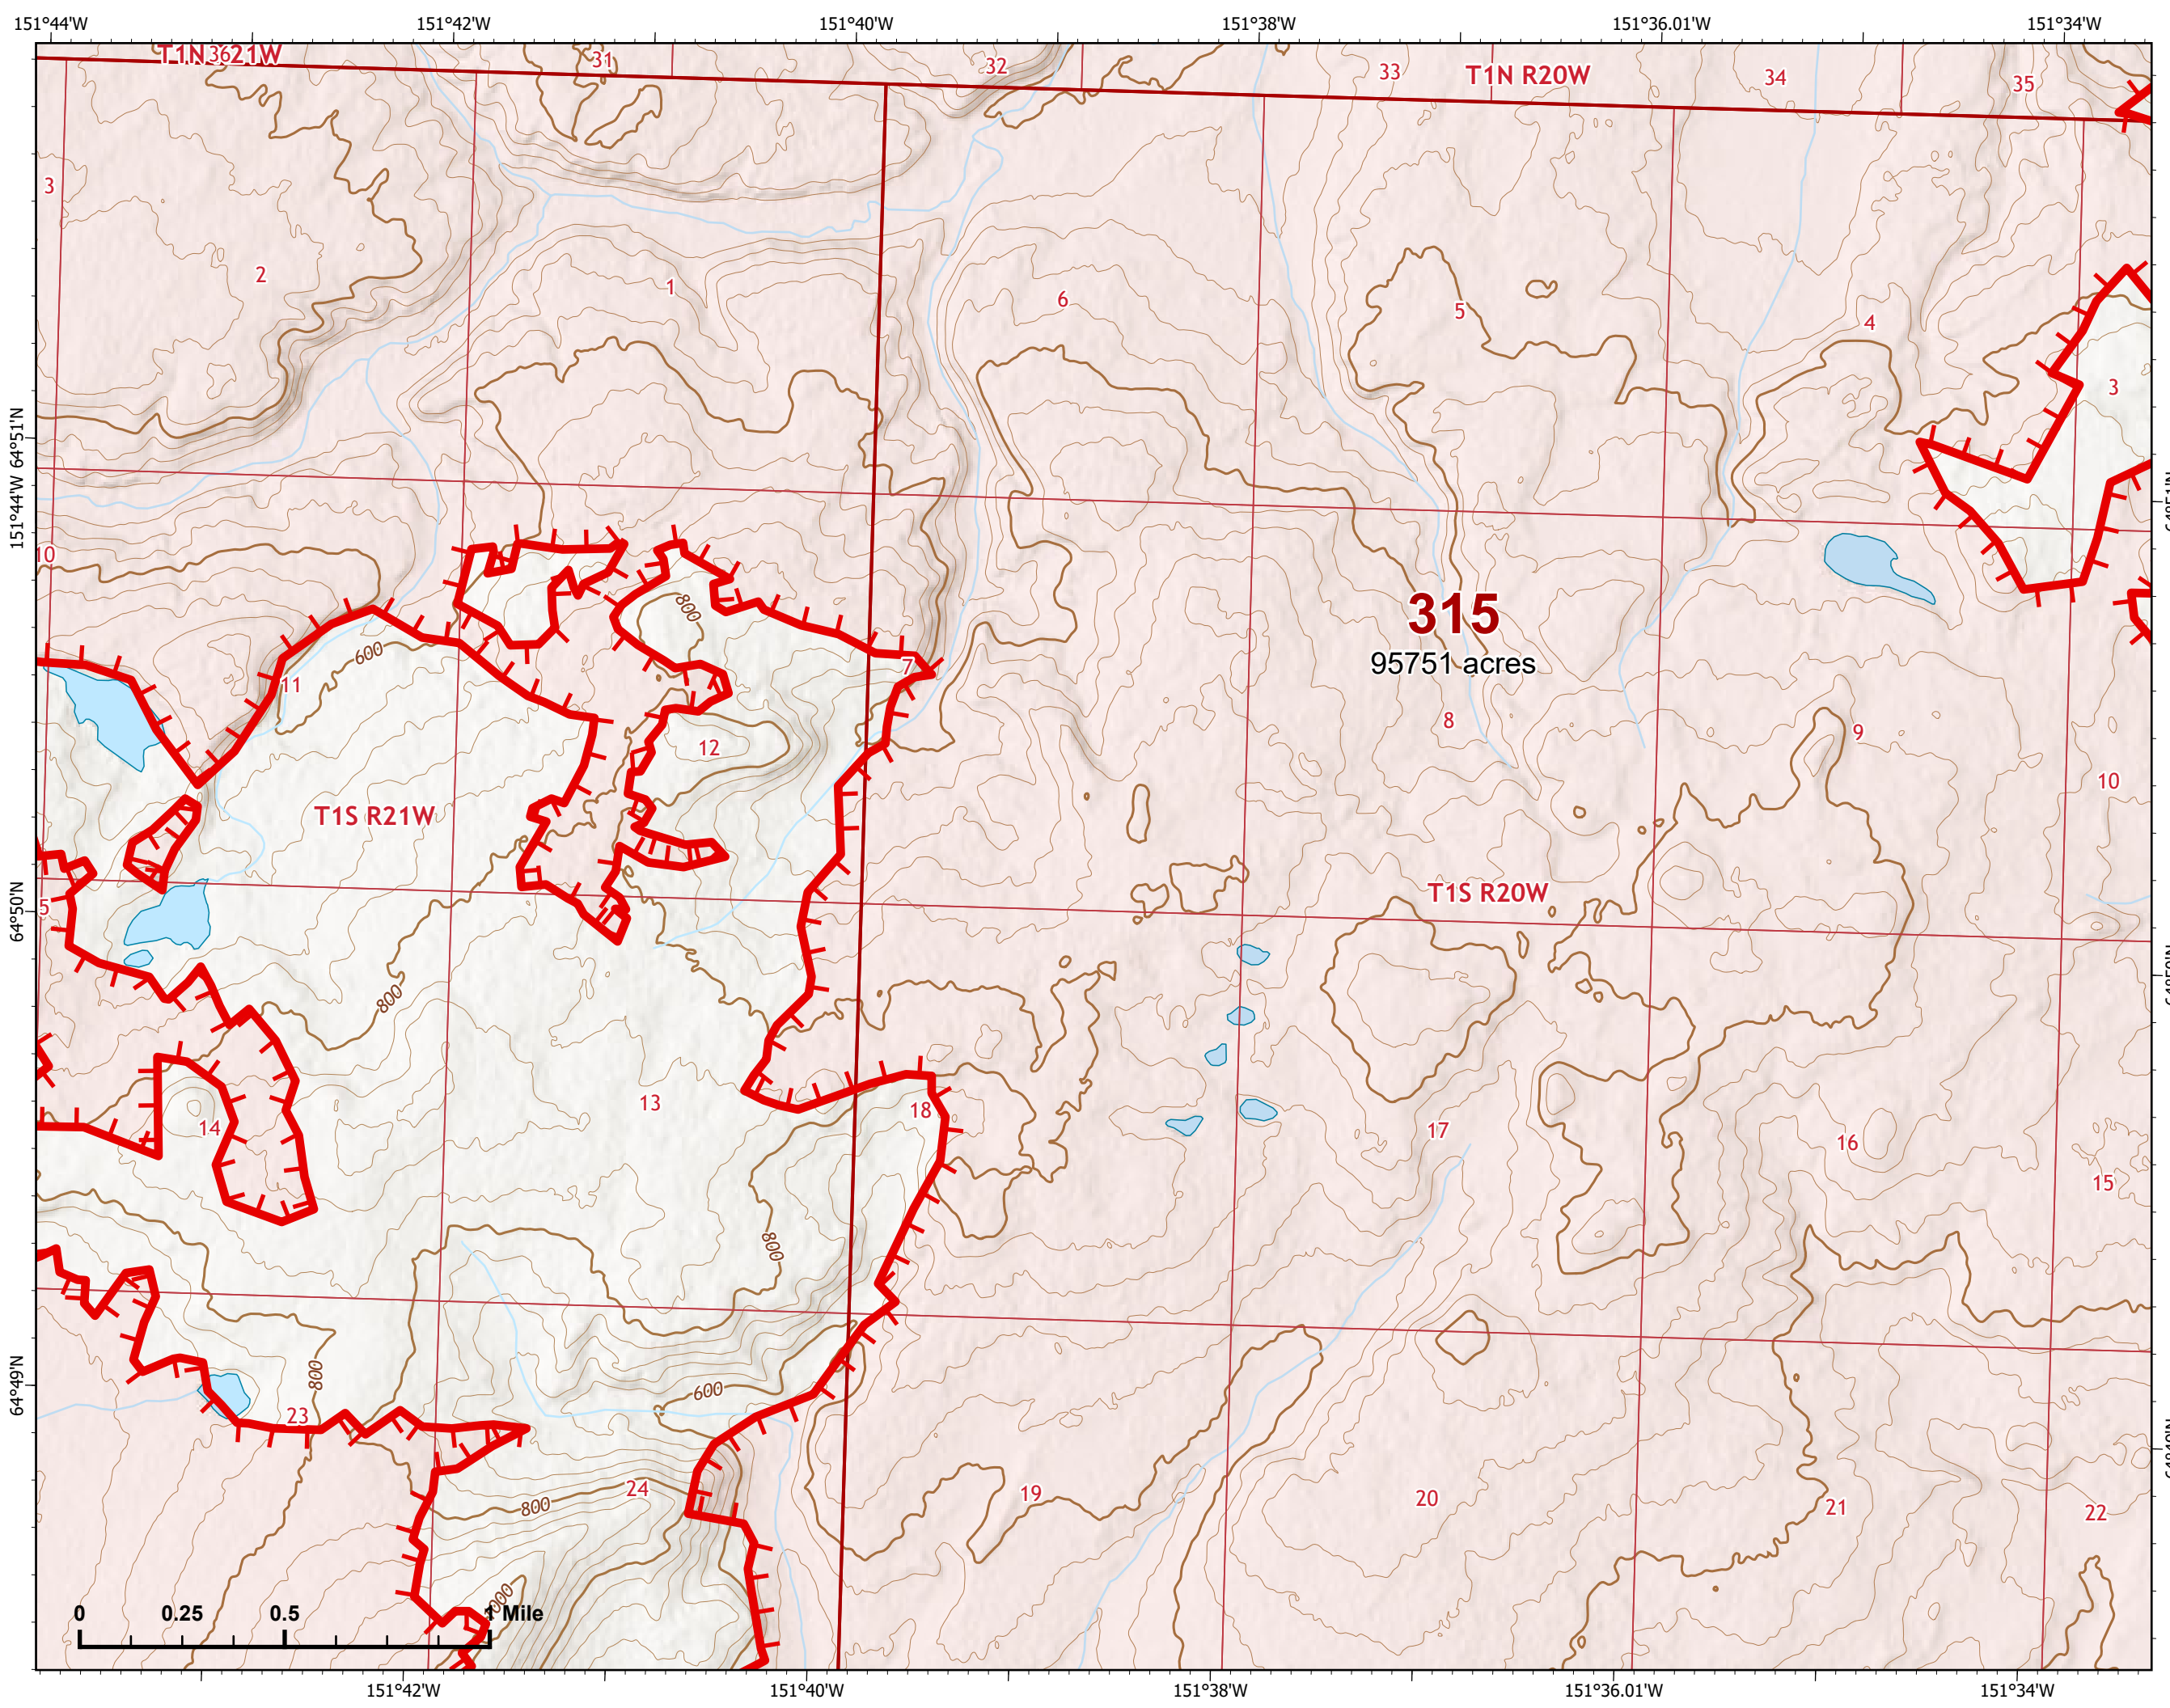 151°44'W 151°42'W 151°40'W 151°38'W 151°36.01'W 151°34'W
T1N 36 21W 31 32 33 T1N R20W 34 35
3 2 1 6 5 4 3
151°44'W 64°51'N
10 11 600 800 7 12
315
95751 acres
8 9 10
T1S R21W
T1S R20W
64°50'N
5 800
14 13 18 17 16 15
800
64°49'N
800 600
23 24 19 20 21 22
800
0 0.25 0.5 1 Mile
151°42'W 151°40'W 151°38'W 151°36.01'W 151°34'W